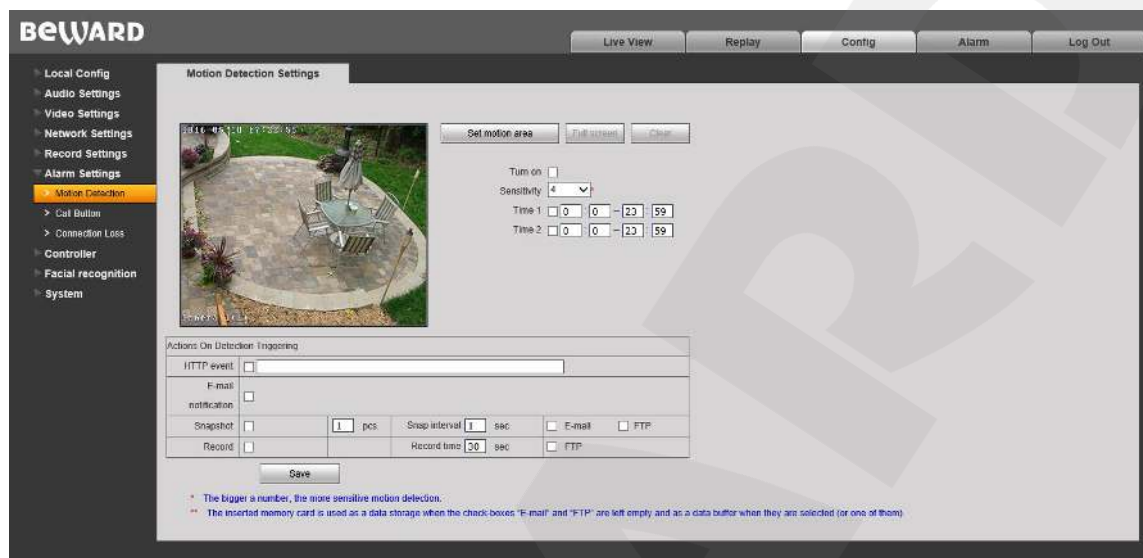 BEWARD
Live View Replay Config Alarm Log Out
Local Config
Audio Settings
Video Settings
Network Settings
Record Settings
Alarm Settings
> Motion Detection
> Call Button
> Connection Loss
Controller
Facial recognition
System
Motion Detection Settings
Set motion area Full screen Clear
Turn on
Sensitivity 4 *
Time 1 0 : 0 – 23 : 59
Time 2 0 : 0 – 23 : 59
Actions On Detection Triggering
HTTP event
E-mail
notification
Snapshot 1 pcs Snap interval 1 sec E-mail FTP
Record Record time 30 sec FTP
Save
* The bigger a number, the more sensitive motion detection.
** The inserted memory card is used as a data storage when the check-boxes "E-mail" and "FTP" are left empty and as a data buffer when they are selected (or one of them)